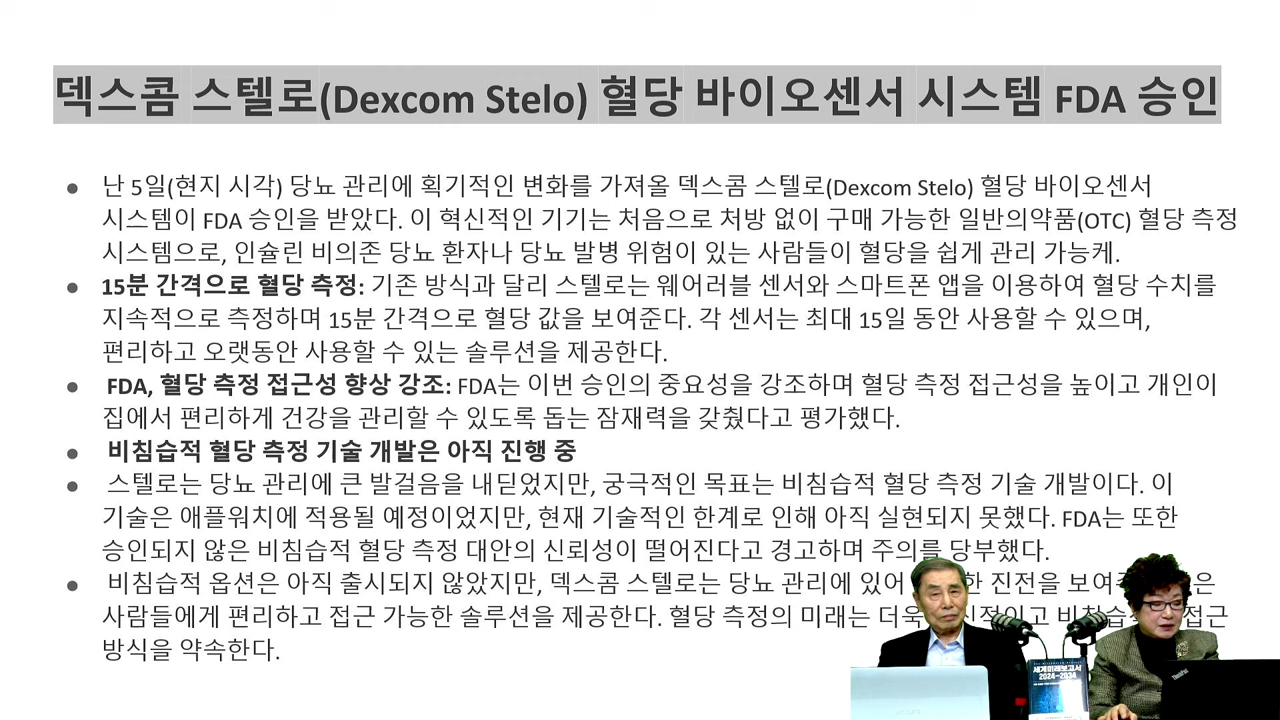 덱스콤 스텔로(Dexcom Stelo) 혈당 바이오센서 시스템 FDA 승인
● 난 5일(현지 시각) 당뇨 관리에 획기적인 변화를 가져올 덱스콤 스텔로(Dexcom Stelo) 혈당 바이오센서
시스템이 FDA 승인을 받았다. 이 혁신적인 기기는 처음으로 처방 없이 구매 가능한 일반의약품(OTC) 혈당 측정
시스템으로, 인슐린 비의존 당뇨 환자나 당뇨 발병 위험이 있는 사람들이 혈당을 쉽게 관리 가능케.
● 15분 간격으로 혈당 측정: 기존 방식과 달리 스텔로는 웨어러블 센서와 스마트폰 앱을 이용하여 혈당 수치를
지속적으로 측정하며 15분 간격으로 혈당 값을 보여준다. 각 센서는 최대 15일 동안 사용할 수 있으며,
편리하고 오랫동안 사용할 수 있는 솔루션을 제공한다.
● FDA, 혈당 측정 접근성 향상 강조: FDA는 이번 승인의 중요성을 강조하며 혈당 측정 접근성을 높이고 개인이
집에서 편리하게 건강을 관리할 수 있도록 돕는 잠재력을 갖췄다고 평가했다.
● 비침습적 혈당 측정 기술 개발은 아직 진행 중
● 스텔로는 당뇨 관리에 큰 발걸음을 내딛었지만, 궁극적인 목표는 비침습적 혈당 측정 기술 개발이다. 이
기술은 애플워치에 적용될 예정이었지만, 현재 기술적인 한계로 인해 아직 실현되지 못했다. FDA는 또한
승인되지 않은 비침습적 혈당 측정 대안의 신뢰성이 떨어진다고 경고하며 주의를 당부했다.
● 비침습적 옵션은 아직 출시되지 않았지만, 덱스콤 스텔로는 당뇨 관리에 있어 한 진전을 보여 은
사람들에게 편리하고 접근 가능한 솔루션을 제공한다. 혈당 측정의 미래는 더욱 적이고 접근
방식을 약속한다.
세계미래보고서
2024-2034
ThinkPad